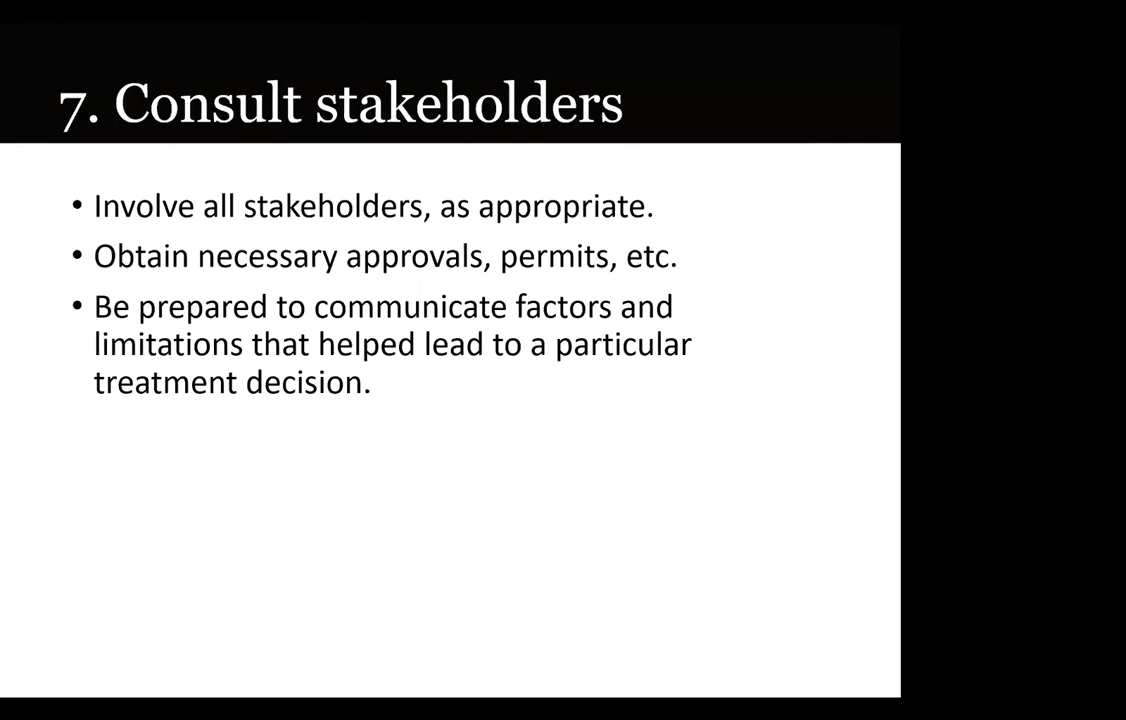 7. Consult stakeholders
• Involve all stakeholders, as appropriate.
• Obtain necessary approvals, permits, etc.
• Be prepared to communicate factors and
limitations that helped lead to a particular
treatment decision.